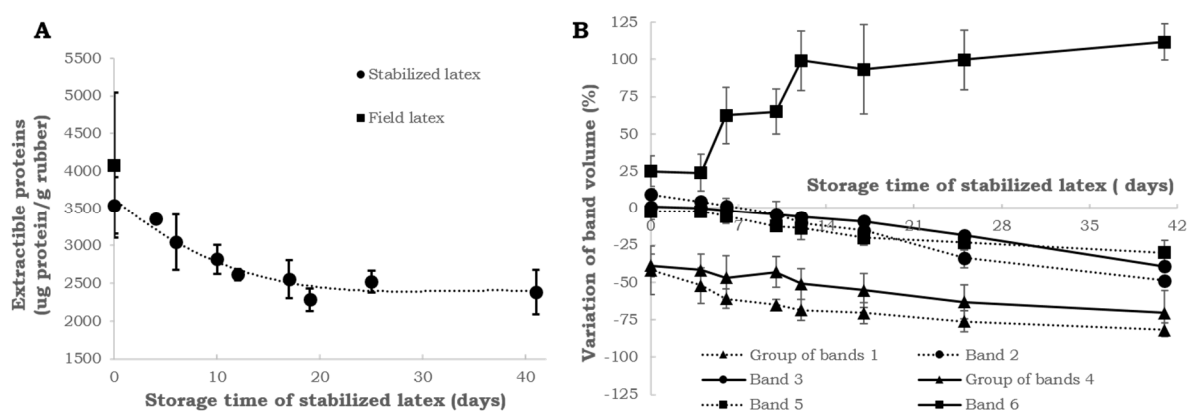 A
5500
5000
4500
4000
3500
3000
2500
2000
1500
Extractible proteins
(ug protein/g rubber)
Stabilized latex
Field latex
0
10
20
30
40
Storage time of stabilized latex (days)
B
125
100
75
50
25
0
-25
-50
-75
-100
-125
Variation of band volume (%)
Storage time of stabilized latex ( days)
0
7
14
21
28
35
42
Group of bands 1
Band 2
Band 3
Group of bands 4
Band 5
Band 6